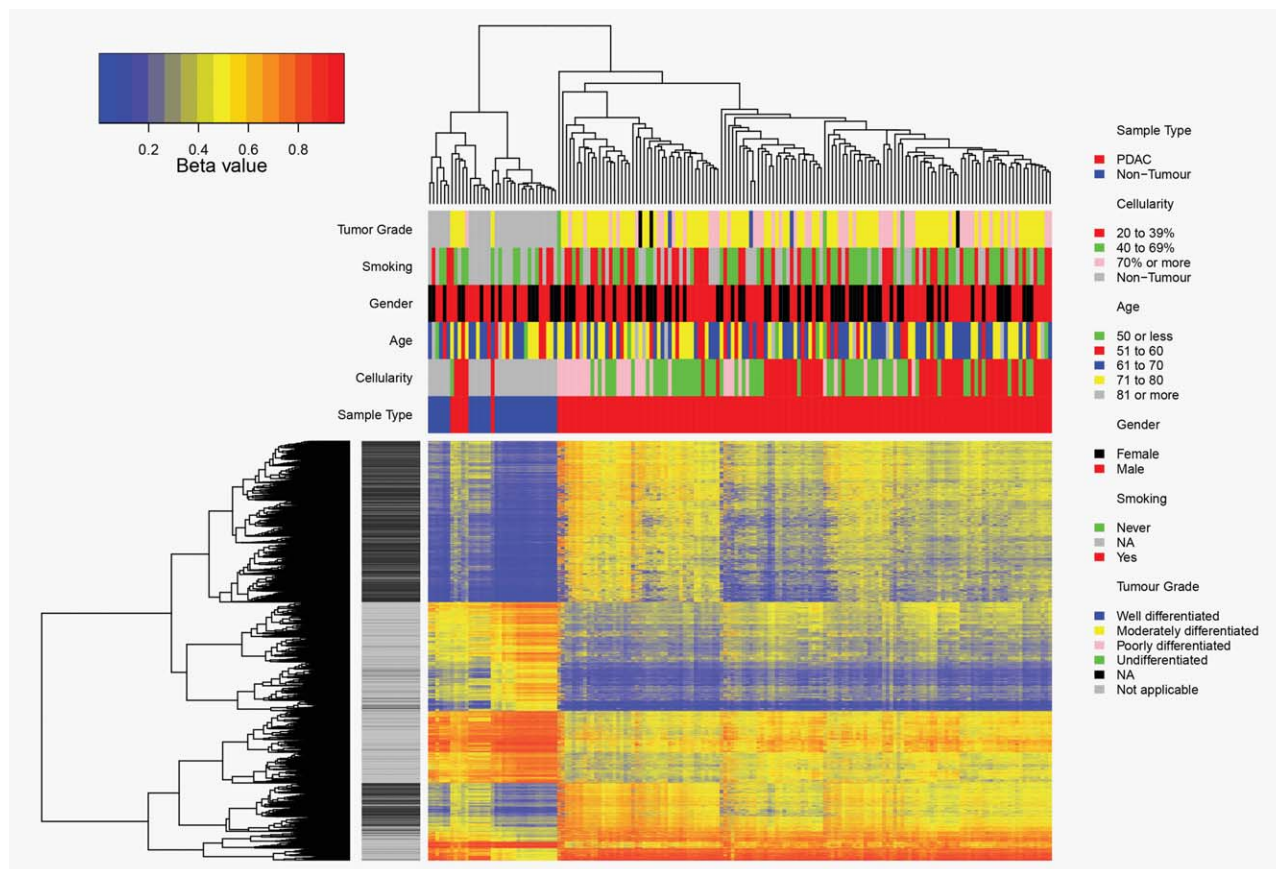 0.2 0.4 0.6 0.8
Beta value
Tumor Grade
Smoking
Gender
Age
Cellularity
Sample Type
Sample Type
PDAC
Non−Tumour
Cellularity
20 to 39%
40 to 69%
70% or more
Non−Tumour
Age
50 or less
51 to 60
61 to 70
71 to 80
81 or more
Gender
Female
Male
Smoking
Never
NA
Yes
Tumour Grade
Well differentiated
Moderately differentiated
Poorly differentiated
Undifferentiated
NA
Not applicable